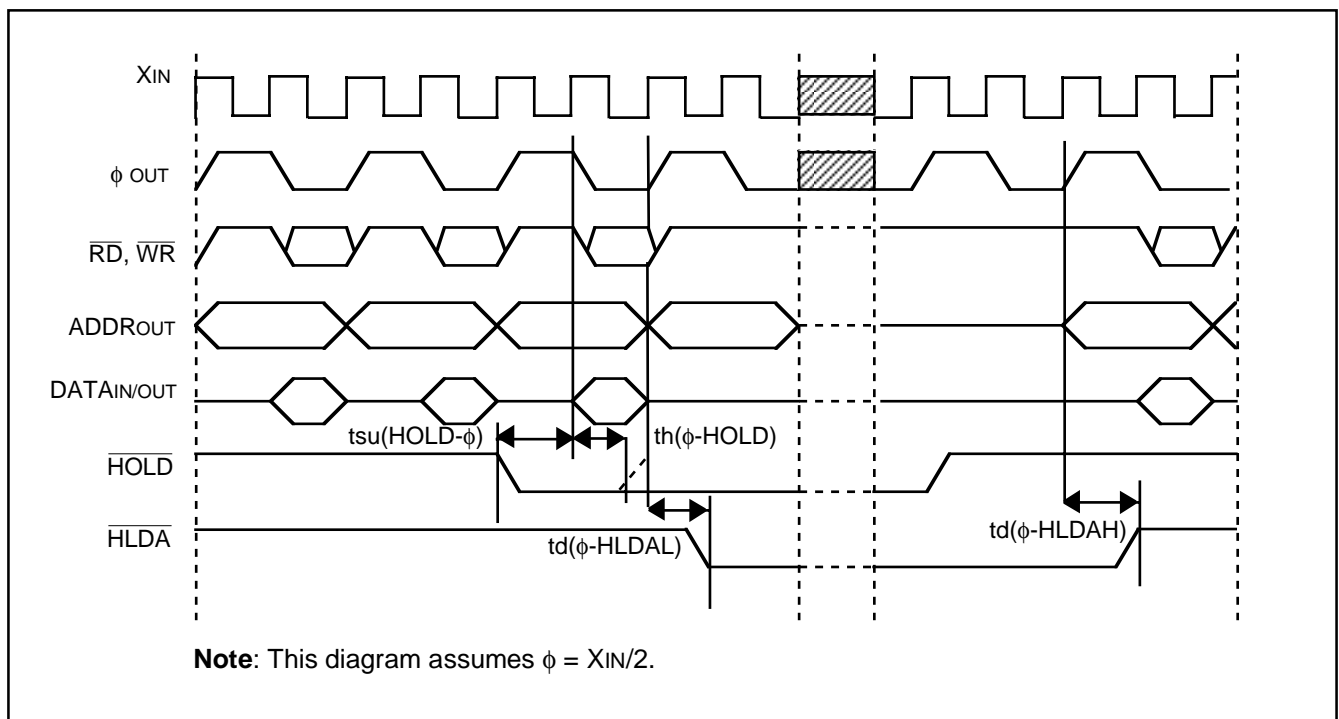 XIN
ϕ OUT
RD, WR
ADDROUT
DATAIN/OUT
tsu(HOLD-ϕ)
th(ϕ-HOLD)
HOLD
HLDA
td(ϕ-HLDAL)
td(ϕ-HLDAH)
Note: This diagram assumes ϕ = XIN/2.